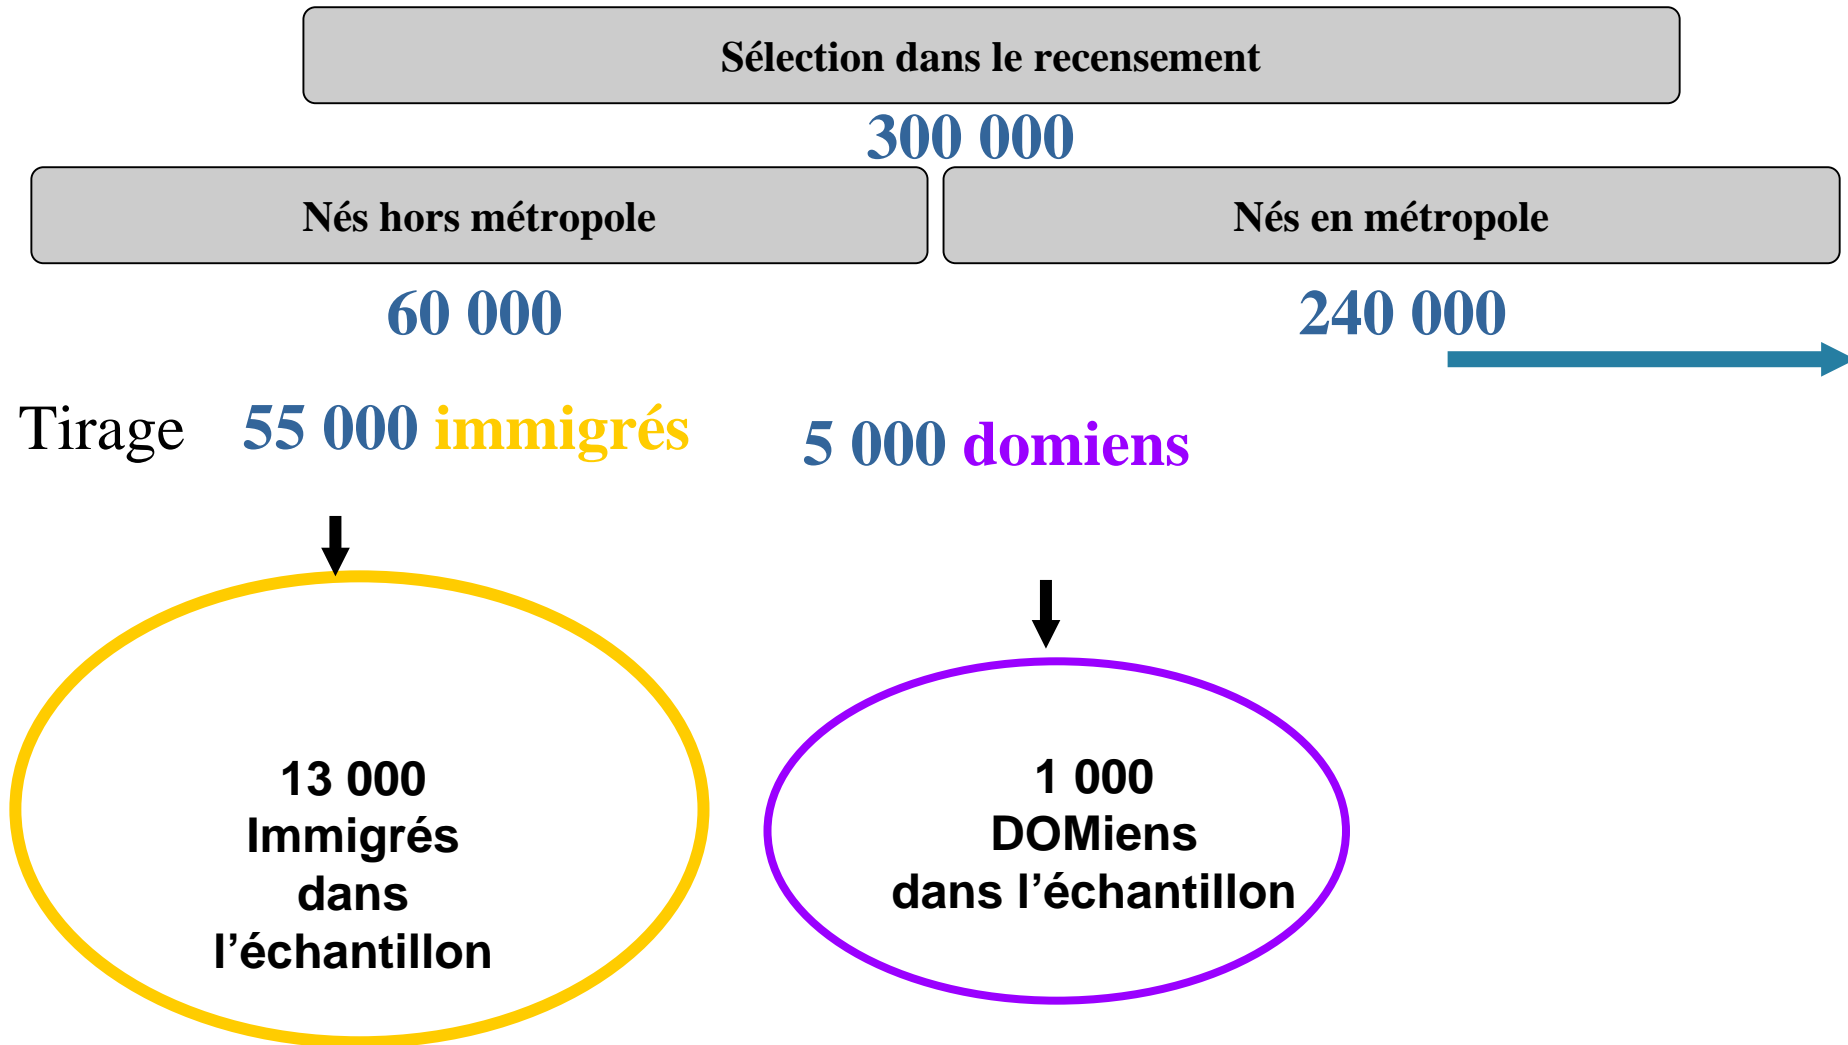 Sélection dans le recensement
300 000
Nés hors métropole
Nés en métropole
60 000
240 000
Tirage
55 000 immigrés
5 000 domiens
13 000
Immigrés
dans
l’échantillon
1 000
DOMiens
dans l’échantillon